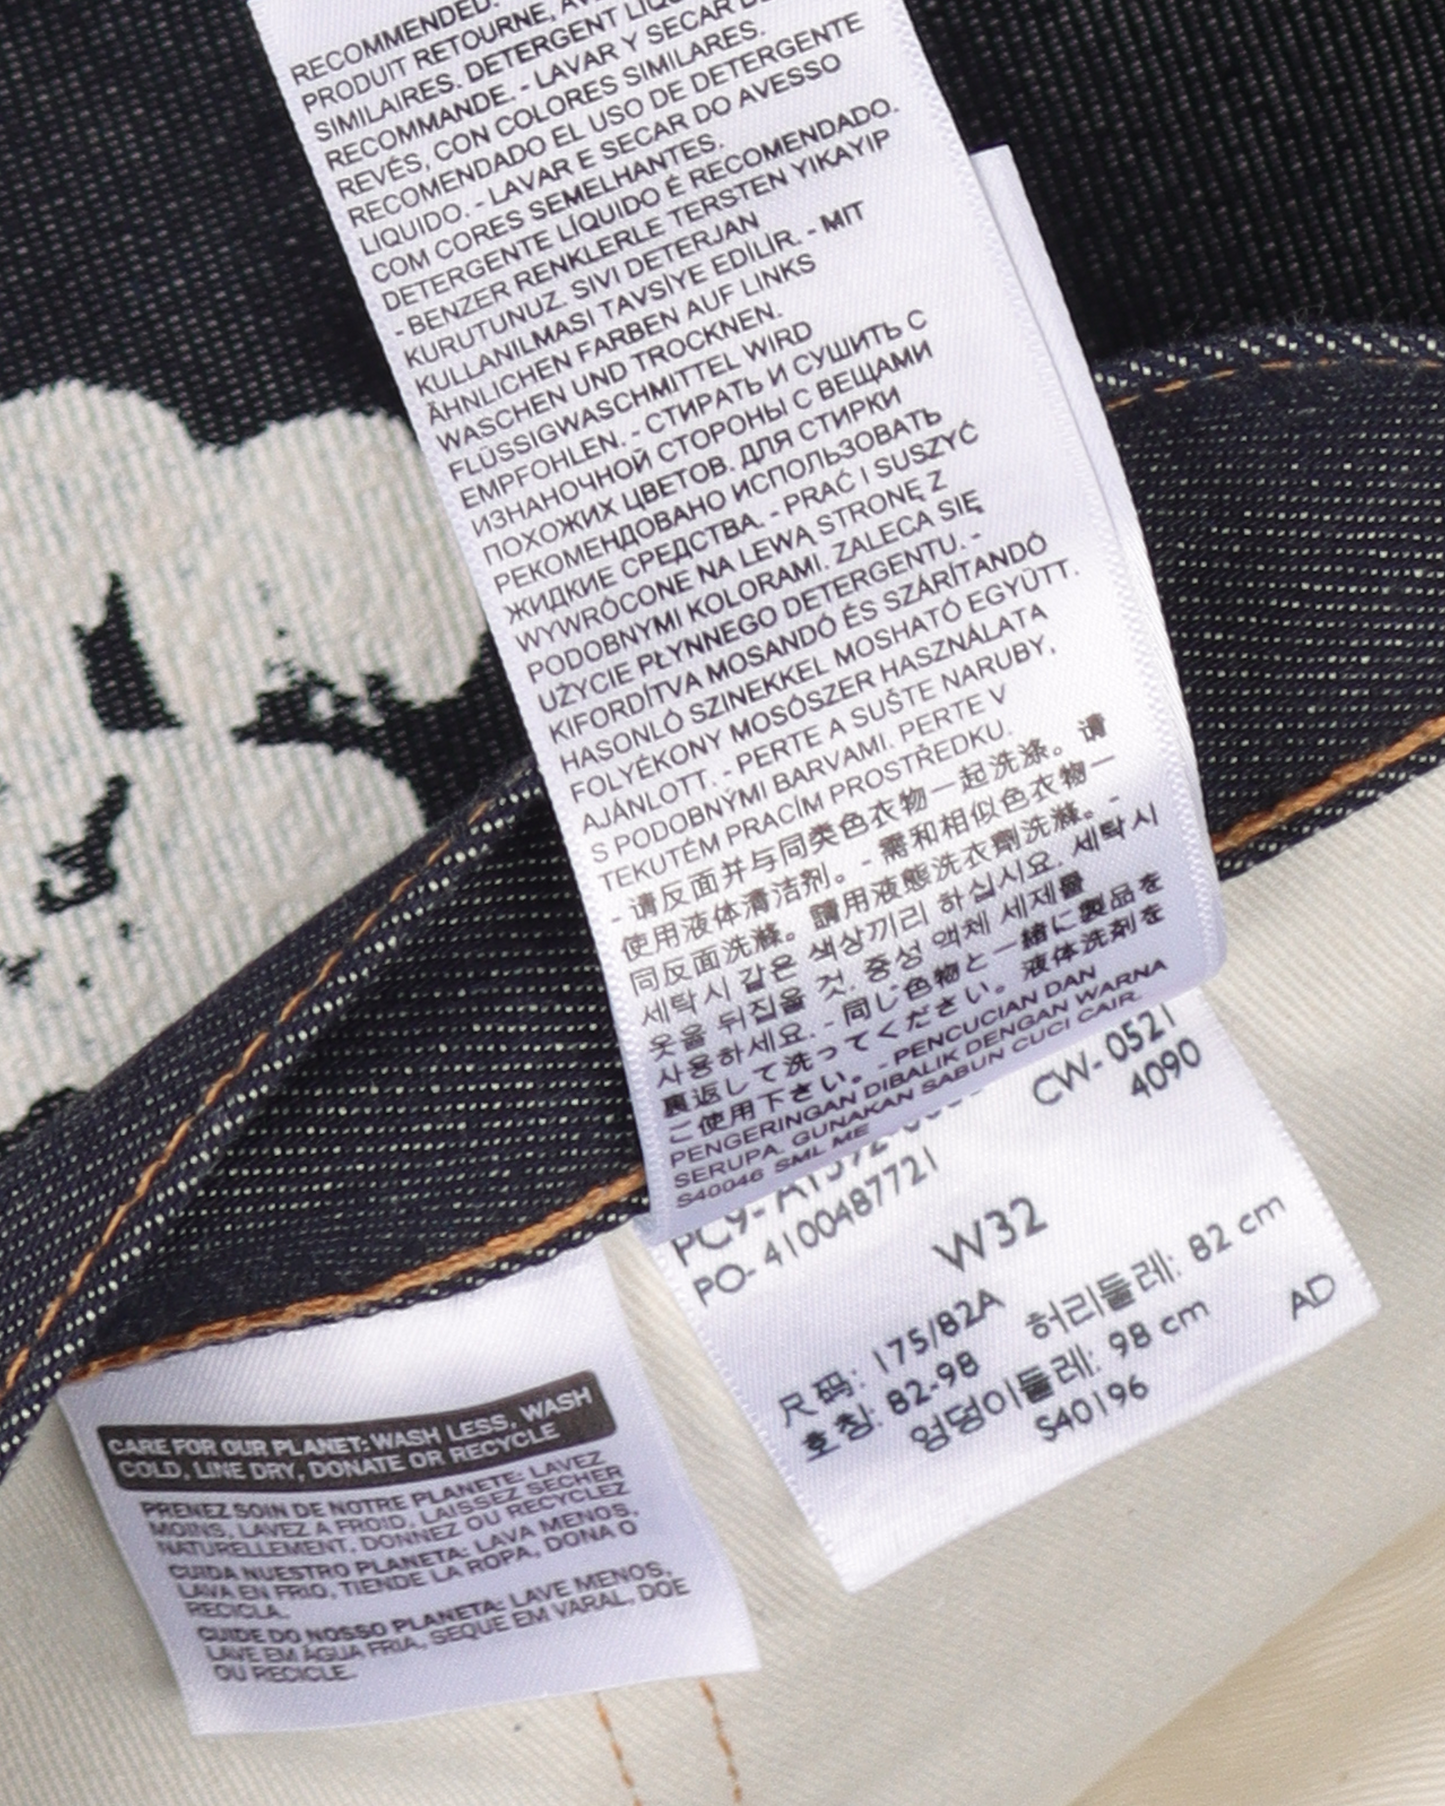 RECOMMENDED.
PRODUIT RETOURNE,
SIMILAIRES. DETERGENT
RECOMMANDE. - LAVAR Y SECAR
REVÉS, CON COLORES SIMILARES.
RECOMENDADO EL USO DE DETERGENTE
LIQUIDO. - LAVAR E SECAR DO AVESSO
COM CORES SEMELHANTES.
DETERGENTE LÍQUIDO É RECOMENDADO.
- BENZER RENKLERLE TERSTEN YIKAYIP
KURUTUNUZ. SIVI DETERJAN
KULLANILMASI TAVSİYE EDILIR. - MIT
ÄHNLICHEN FARBEN AUF LINKS
WASCHEN UND TROCKNEN.
FLÜSSIGWASCHMITTEL WIRD
EMPFOHLEN. - СТИРАТЬ И СУШИТЬ С
ИЗНАНОЧНОЙ СТОРОНЫ С ВЕЩАМИ
ПОХОЖИХ ЦВЕТОВ. ДЛЯ СТИРКИ
РЕКОМЕНДОВАНО ИСПОЛЬЗОВАТЬ
ЖИДКИЕ СРЕДСТВА. - PRAĆ I SUSZYĆ
WYWRÓCONE NA LEWĄ STRONĘ Z
PODOBNYMI KOLORAMI. ZALECA SIĘ
UŻYCIE PŁYNNEGO DETERGENTU. -
KIFORDÍTVA MOSANDÓ ÉS SZÁRÍTANDÓ
HASONLÓ SZINEKKEL MOSHATÓ EGYÜTT.
FOLYÉKONY MOSÓSZER HASZNÁLATA
AJÁNLOTT. - PERTE A SUŠTE NARUBY,
S PODOBNÝMI BARVAMI. PERTE V
TEKUTÉM PRACÍM PROSTŘEDKU.
- 请反面并与同类色衣物一起洗涤。请
使用液体清洁剂。 - 需和相似色衣物一
同反面洗滌。請用液態洗衣劑洗滌。 -
세탁시 같은 색상끼리 하십시요. 세탁시
옷을 뒤집을 것. 중성 액체 세제를
사용하세요. - 同じ色物と一緒に製品を
裏返して洗ってください。 液体洗剤を
ご使用下さい。 - PENCUCIAN DAN
PENGERINGAN DIBALIK DENGAN WARNA
SERUPA. GUNAKAN SABUN CUCI CAIR.
S40046 SML ME
CW- 0521
4090
PO- 4100487721
W32
尺码: 175/82A 허리둘레: 82 cm
호칭: 82-98 엉덩이둘레: 98 cm
S40196
AD
CARE FOR OUR PLANET: WASH LESS, WASH
COLD, LINE DRY, DONATE OR RECYCLE
PRENEZ SOIN DE NOTRE PLANETE: LAVEZ
MOINS, LAVEZ A FROID, LAISSEZ SECHER
NATURELLEMENT, DONNEZ OU RECYCLEZ
CUIDA NUESTRO PLANETA: LAVA MENOS,
LAVA EN FRIO, TIENDE LA ROPA, DONA O
RECICLA.
CUIDE DO NOSSO PLANETA: LAVE MENOS,
LAVE EM ÁGUA FRIA, SEQUE EM VARAL, DOE
OU RECICLE.